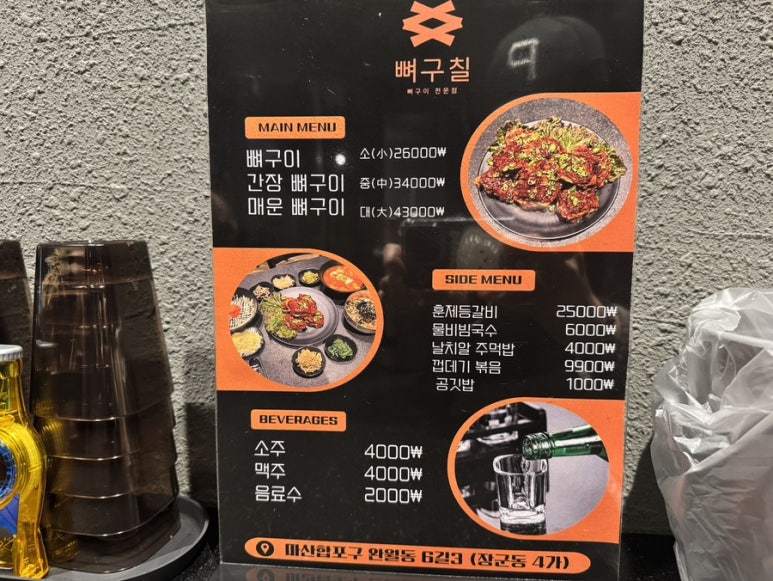 뼈구칠
뼈구이 전문점
MAIN MENU
뼈구이 소(小)26000₩
간장 뼈구이 중(中)34000₩
매운 뼈구이 대(大)43000₩
SIDE MENU
훈제등갈비 25000₩
물비빔국수 6000₩
날치알 주먹밥 4000₩
껍데기 볶음 9900₩
공깃밥 1000₩
BEVERAGES
소주 4000₩
맥주 4000₩
음료수 2000₩
마산합포구 완월동 6길3 (장군동 4가)